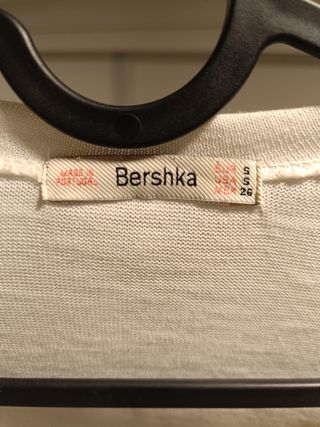 MADE IN
PORTUGAL
Bershka
EUR S
USA S
MEX 26